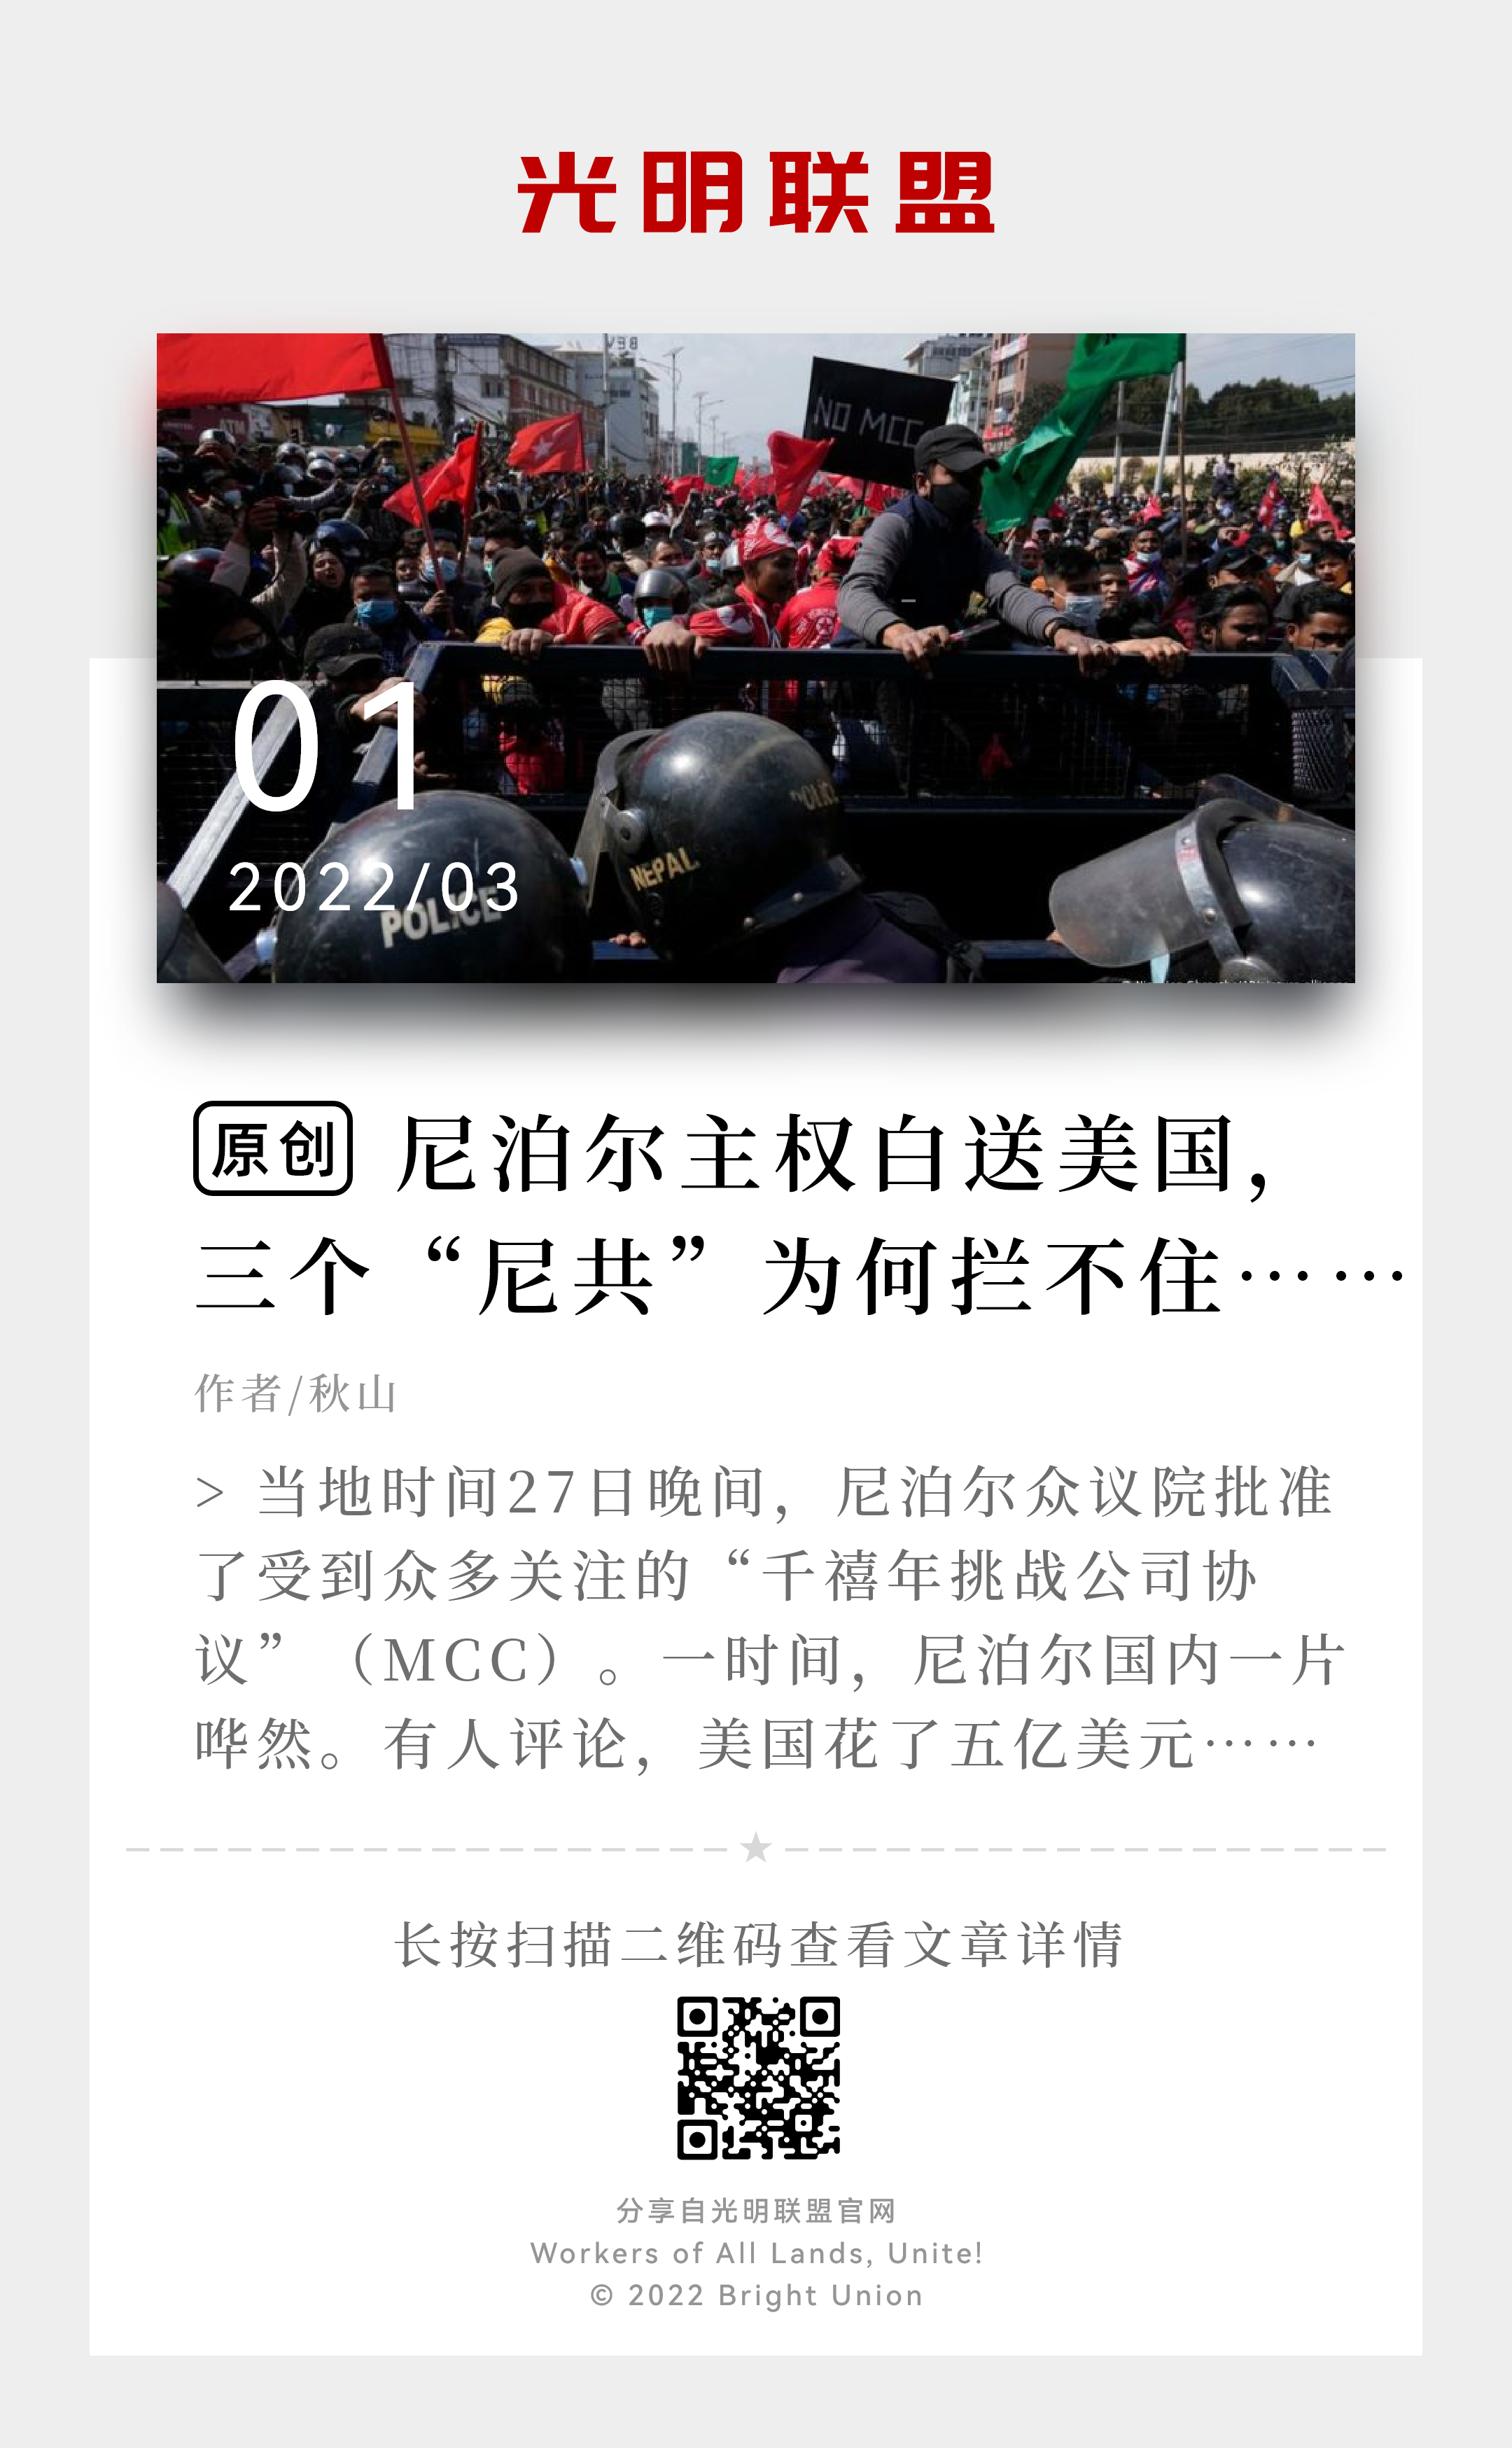 光明联盟
ATM
NO MCC
01
POLICE
NEPAL
2022/03
POLICE
原创 尼泊尔主权白送美国，
三个“尼共”为何拦不住……
作者/秋山
> 当地时间27日晚间，尼泊尔众议院批准
了受到众多关注的“千禧年挑战公司协
议”（MCC）。一时间，尼泊尔国内一片
哗然。有人评论，美国花了五亿美元……
长按扫描二维码查看文章详情
分享自光明联盟官网
Workers of All Lands, Unite!
© 2022 Bright Union